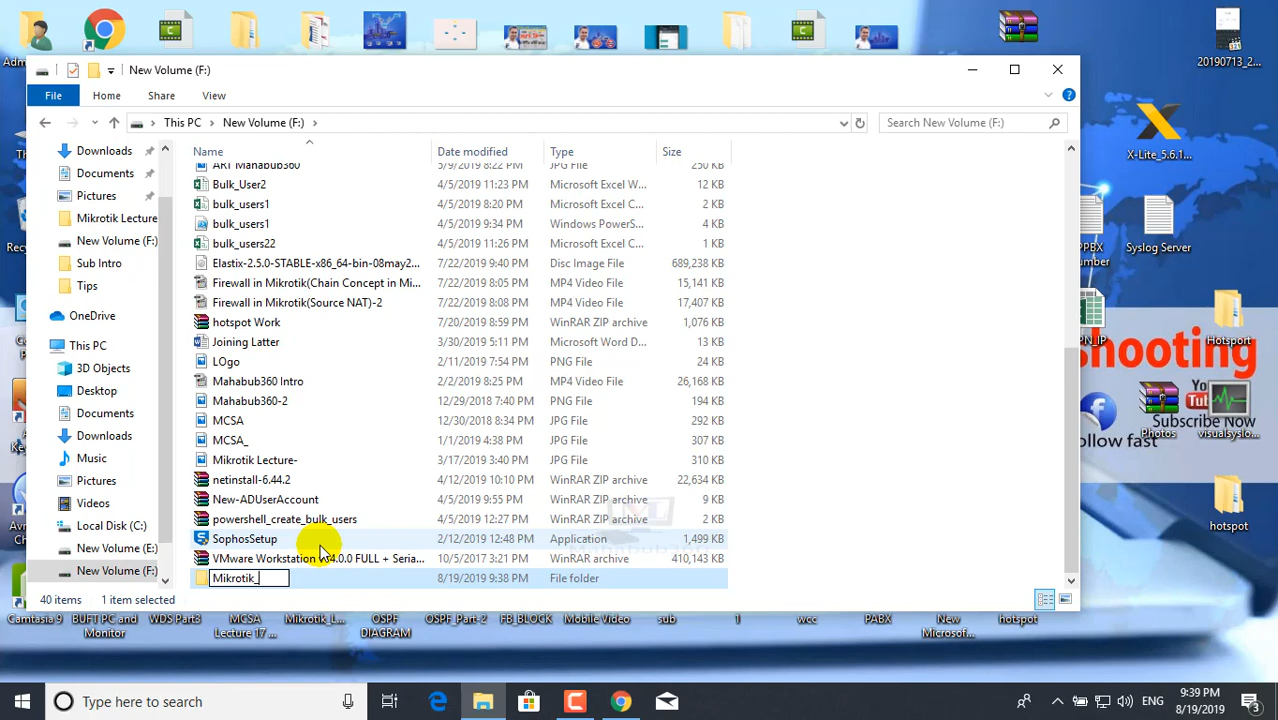 Adm
20190713_2...
New Volume (F:)
File Home Share View
This PC New Volume (F:)
Search New Volume (F:)
X-Lite_5.6.1...
Name Date modified Type Size
Downloads
Documents
Pictures
Mikrotik Lecture
New Volume (F:)
Sub Intro
Tips
OneDrive
This PC
3D Objects
Desktop
Documents
Downloads
Music
Pictures
Videos
Local Disk (C:)
New Volume (E:)
New Volume (F:)
ART Mahabub360 5/9/2019 8:22 PM JPG File 250 KB
Bulk_User2 4/5/2019 11:23 PM Microsoft Excel W... 12 KB
bulk_users1 4/5/2019 8:20 PM Microsoft Excel C... 2 KB
bulk_users1 4/5/2019 9:34 PM Windows PowerS... 4 KB
bulk_users22 4/5/2019 11:26 PM Microsoft Excel C... 1 KB
Elastix-2.5.0-STABLE-x86_64-bin-08may2... 7/22/2019 9:40 PM Disc Image File 689,238 KB
Firewall in Mikrotik(Chain Concept in Mi... 7/22/2019 8:05 PM MP4 Video File 15,141 KB
Firewall in Mikrotik(Source NAT)-2 7/22/2019 8:08 PM MP4 Video File 17,407 KB
hotspot Work 7/20/2019 8:59 PM WinRAR ZIP archive 1,076 KB
Joining Latter 3/30/2019 5:11 PM Microsoft Word D... 13 KB
LOgo 2/11/2019 7:54 PM PNG File 24 KB
Mahabub360 Intro 2/2/2019 8:25 PM MP4 Video File 26,168 KB
Mahabub360-2 12/29/2018 7:40 PM PNG File 194 KB
MCSA 12/30/2018 8:34 PM JPG File 292 KB
MCSA_ 1/1/2019 4:38 PM JPG File 307 KB
Mikrotik Lecture- 3/17/2019 3:40 PM JPG File 310 KB
netinstall-6.44.2 4/12/2019 10:10 PM WinRAR ZIP archive 22,634 KB
New-ADUserAccount 4/5/2019 9:55 PM WinRAR archive 9 KB
powershell_create_bulk_users 4/5/2019 12:27 PM WinRAR ZIP archive 2 KB
SophosSetup 2/12/2019 12:48 PM Application 1,499 KB
VMware Workstation 4.0.0 FULL + Seria... 10/5/2017 3:21 PM WinRAR archive 410,143 KB
Mikrotik_ 8/19/2019 9:38 PM File folder
40 items 1 item selected
PPBX
umber
Syslog Server
PN_IP
Hotsport
shooting
You
Tube
Subscribe Now
Photos
visualsyslo...
ollow fast
hotspot
Camtasia 9
BUFT PC and
Monitor
WDS Part3
MCSA
Lecture 17 ...
Mikrotik_L...
OSPF
DIAGRAM
OSPF_Part-2
FB_BLOCK
Mobile Video
sub
1
wcc
PABX
New
Microsof...
hotspot
Type here to search
ENG
9:39 PM
8/19/2019
3